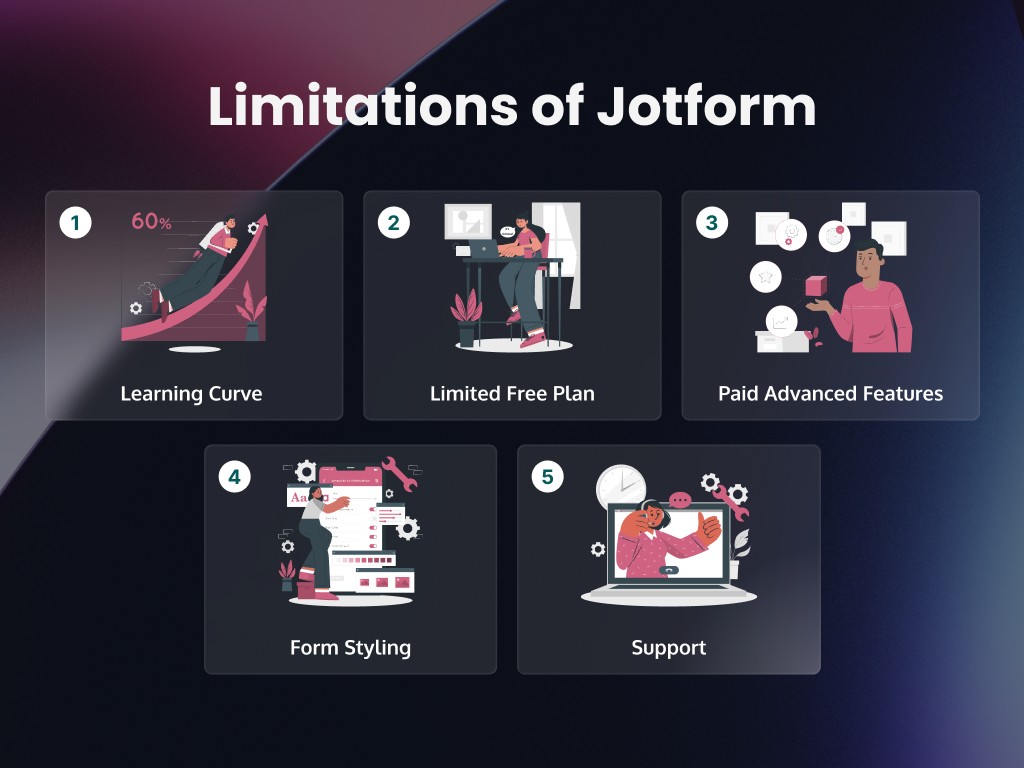 Limitations of Jotform
1
60%
Learning Curve
2
Limited Free Plan
3
Paid Advanced Features
4
Aa
Form Styling
5
Support